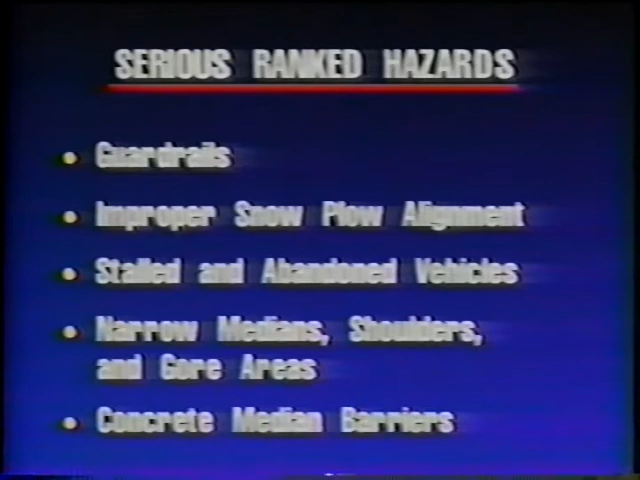 SERIOUS RANKED HAZARDS
• Guardrails
• Improper Snow Plow Alignment
• Stalled and Abandoned Vehicles
• Narrow Medians, Shoulders,
and Gore Areas
• Concrete Median Barriers